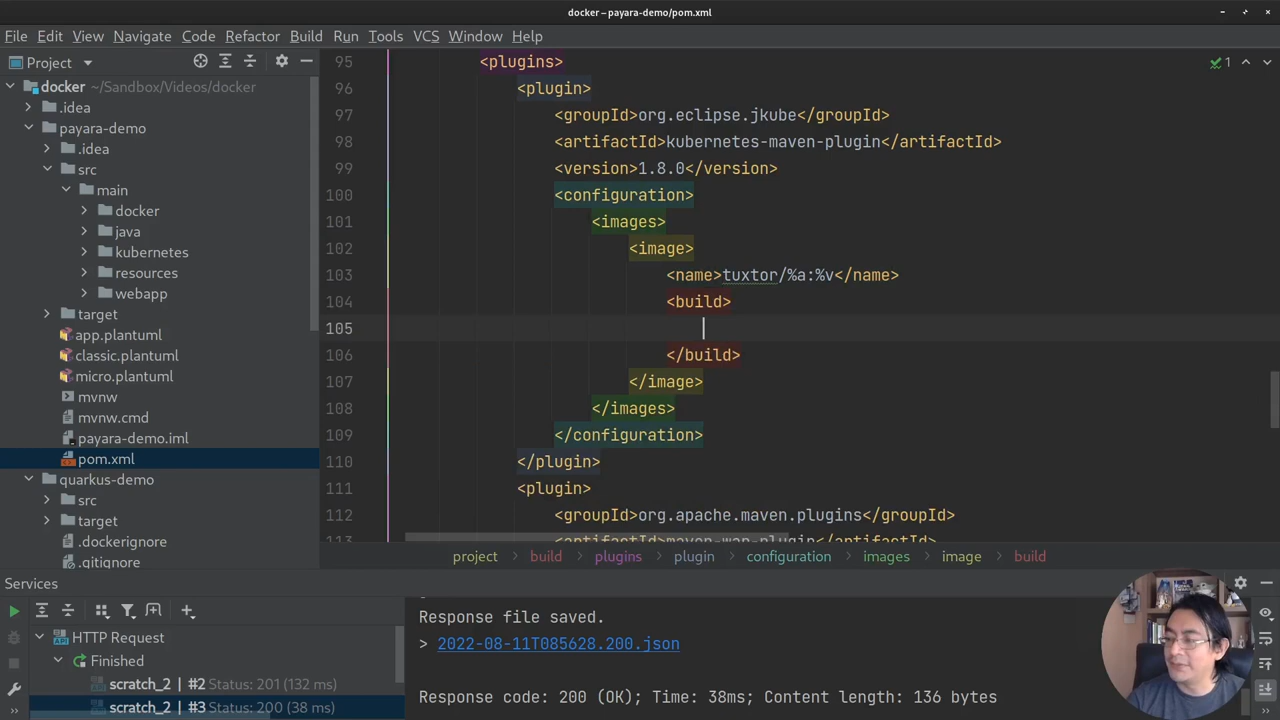 docker – payara-demo/pom.xml
File Edit View Navigate Code Refactor Build Run Tools VCS Window Help
Project
docker ~/Sandbox/Videos/docker
.idea
payara-demo
.idea
src
main
docker
java
kubernetes
resources
webapp
target
app.plantuml
classic.plantuml
micro.plantuml
mvnw
mvnw.cmd
payara-demo.iml
pom.xml
quarkus-demo
src
target
.dockerignore
.gitignore
1
95 <plugins>
96 <plugin>
97 <groupId>org.eclipse.jkube</groupId>
98 <artifactId>kubernetes-maven-plugin</artifactId>
99 <version>1.8.0</version>
100 <configuration>
101 <images>
102 <image>
103 <name>tuxtor/%a:%v</name>
104 <build>
105
106 </build>
107 </image>
108 </images>
109 </configuration>
110 </plugin>
111 <plugin>
112 <groupId>org.apache.maven.plugins</groupId>
113 <artifactId>maven-war-plugin</artifactId>
project › build › plugins › plugin › configuration › images › image › build
Services
HTTP Request
Finished
scratch_2 | #2 Status: 201 (132 ms)
scratch_2 | #3 Status: 200 (38 ms)
Response file saved.
> 2022-08-11T085628.200.json
Response code: 200 (OK); Time: 38ms; Content length: 136 bytes